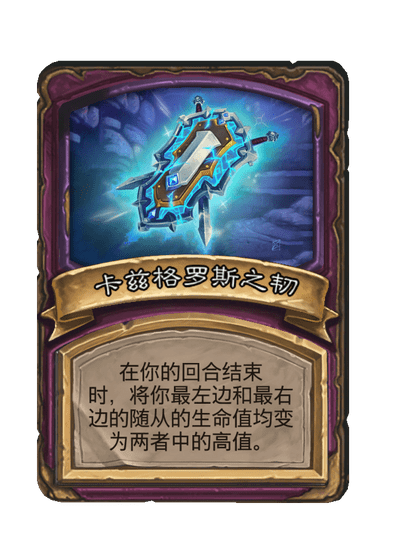 卡兹格罗斯之韧
在你的回合结束
时，将你最左边和最右
边的随从的生命值均变
为两者中的高值。